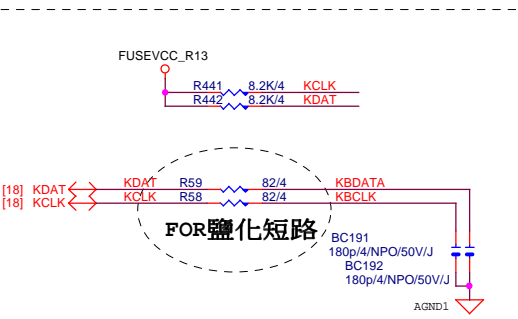 FUSEVCC_R13
R441 8.2K/4 KCLK
R442 8.2K/4 KDAT
[18] KDAT KDAT R59 82/4 KBDATA
[18] KCLK KCLK R58 82/4 KBCLK
FOR鹽化短路
BC191
180p/4/NPO/50V/J
BC192
180p/4/NPO/50V/J
AGND1